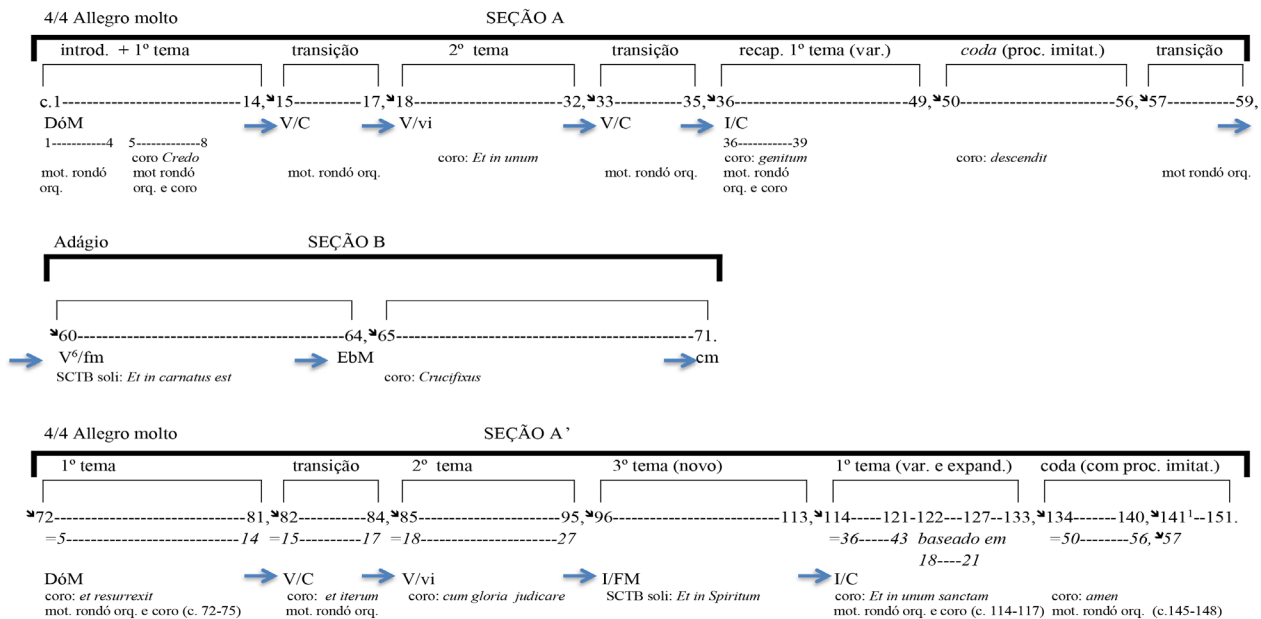 4/4 Allegro molto SEÇÃO A
introd. + 1º tema transição 2º tema transição recap. 1º tema (var.) coda (proc. imitat.) transição
c.1-----------------------------------14, 15-----------17, 18-----------------------------32, 33-----------35, 36-------------------------------49, 50------------------------------56, 57-----------59,
DóM V/C V/vi V/C I/C
1-----------4 5-------------8 36-----------39
coro Credo coro: Et in unum coro: genitum coro: descendit
mot. rondó mot rondó mot. rondó orq. mot. rondó orq. mot. rondó mot rondó orq.
orq. orq. e coro orq. e coro
Adágio SEÇÃO B
60-------------------------------------------64, 65--------------------------------------------------71.
V⁶/fm EbM cm
SCTB soli: Et in carnatus est coro: Crucifixus
4/4 Allegro molto SEÇÃO A’
1º tema transição 2º tema 3º tema (novo) 1º tema (var. e expand.) coda (com proc. imitat.)
72----------------------------------81, 82-----------84, 85---------------------------95, 96--------------------------------113, 114-----121-122-----127--133, 134-------140, 141¹--151.
=5----------------------------------14 =15-----------17 =18-----------------------27 =36-----43 baseado em =50--------56, 57
18----21
DóM V/C V/vi I/FM I/C
coro: et resurrexit coro: et iterum coro: cum gloria judicare SCTB soli: Et in Spiritum coro: Et in unum sanctam coro: amen
mot. rondó orq. e coro (c. 72-75) mot. rondó orq. mot. rondó orq. e coro (c. 114-117) mot. rondó orq. (c.145-148)